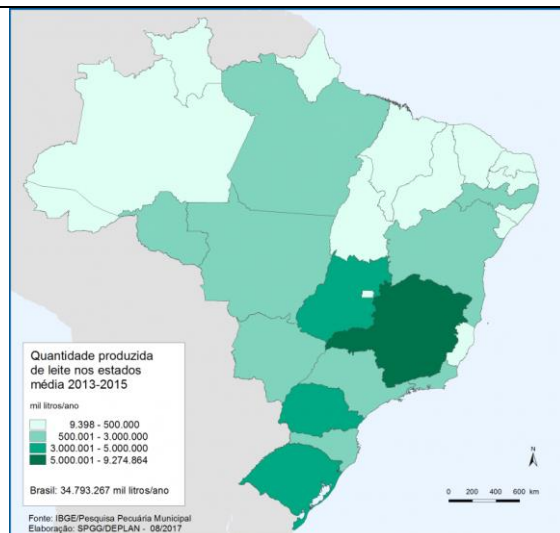 Quantidade produzida
de leite nos estados
média 2013-2015
mil litros/ano
9.398 - 500.000
500.001 - 3.000.000
3.000.001 - 5.000.000
5.000.001 - 9.274.864
Brasil: 34.793.267 mil litros/ano
N
0 200 400 600 km
Fonte: IBGE/Pesquisa Pecuária Municipal
Elaboração: SPGG/DEPLAN - 08/2017